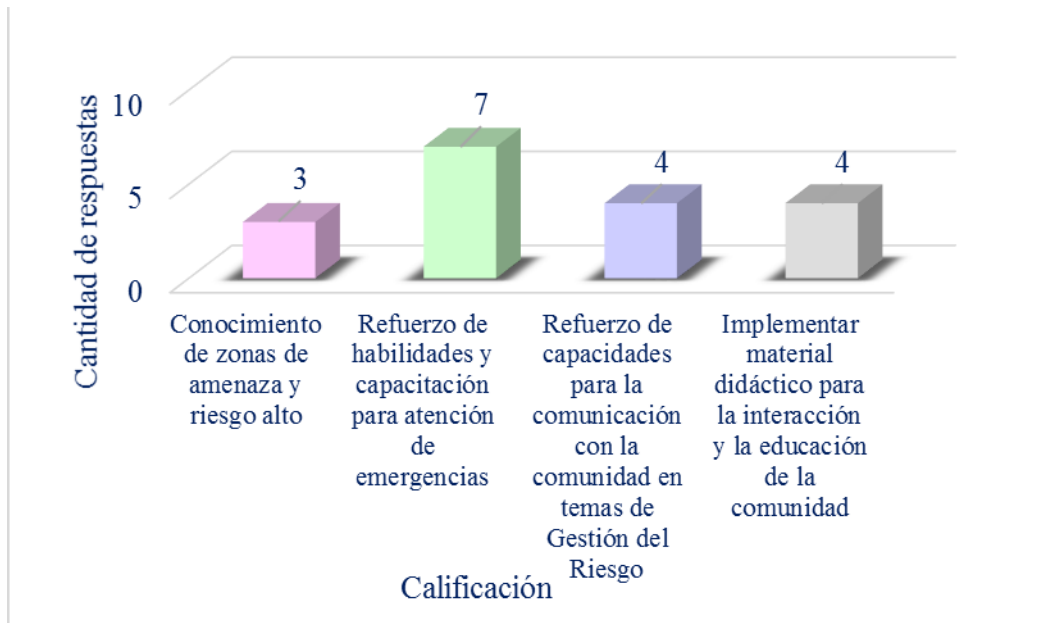 Cantidad de respuestas
10
5
0
3
7
4
4
Conocimiento
de zonas de
amenaza y
riesgo alto
Refuerzo de
habilidades y
capacitación
para atención
de
emergencias
Refuerzo de
capacidades
para la
comunicación
con la
comunidad en
temas de
Gestión del
Riesgo
Implementar
material
didáctico para
la interacción
y la educación
de la
comunidad
Calificación